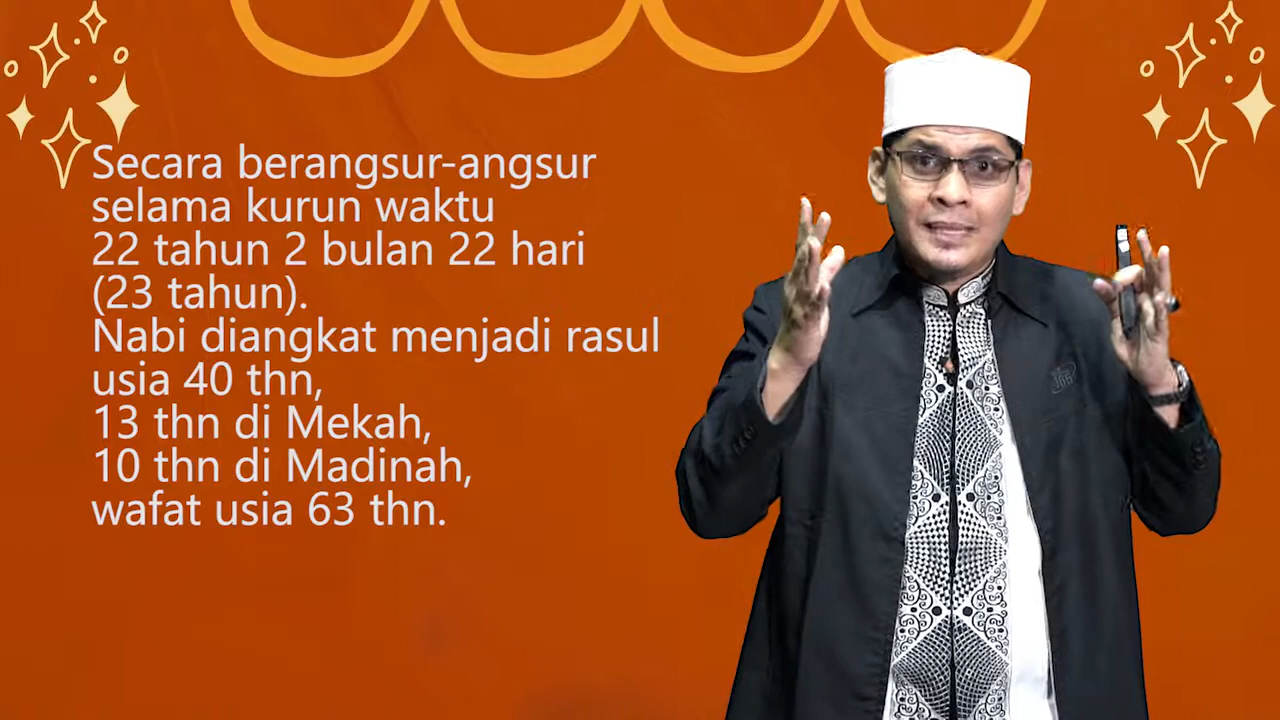 Secara berangsur-angsur
selama kurun waktu
22 tahun 2 bulan 22 hari
(23 tahun).
Nabi diangkat menjadi rasul
usia 40 thn,
13 thn di Mekah,
10 thn di Madinah,
wafat usia 63 thn.